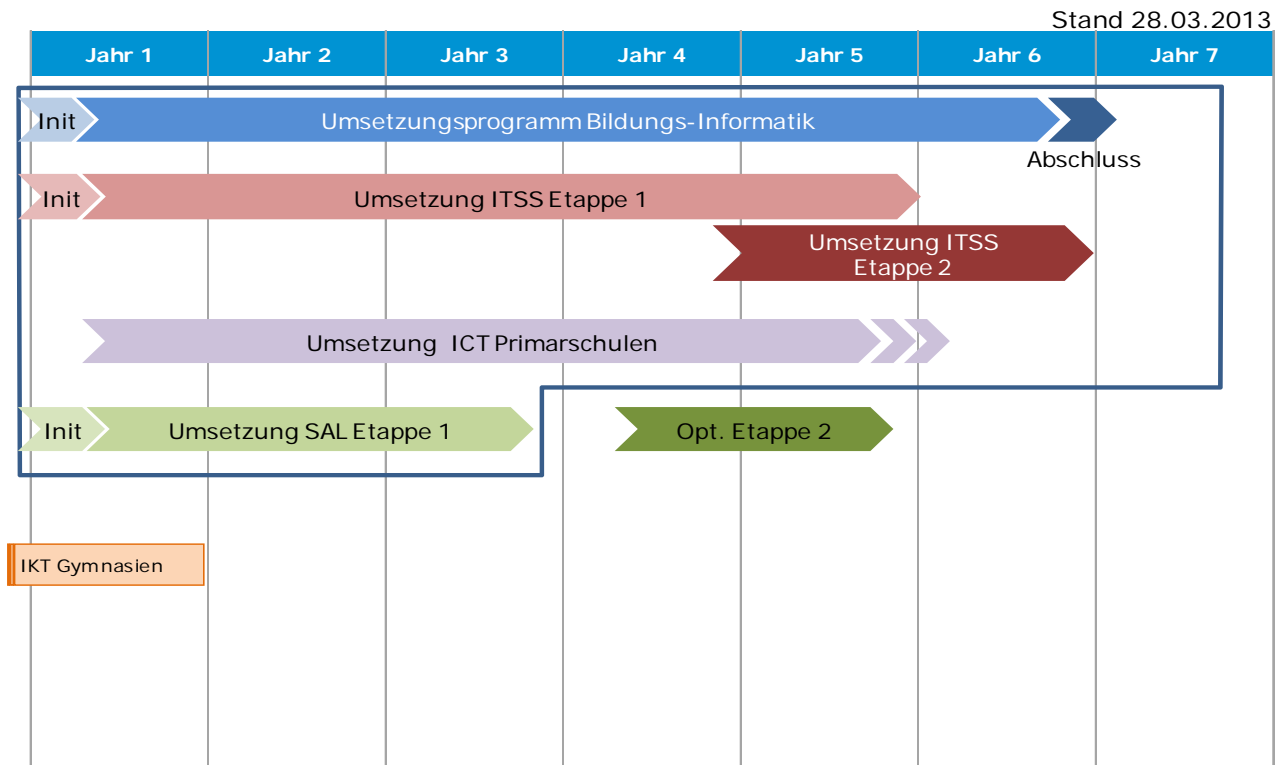 Stand 28.03.2013
Jahr 1 Jahr 2 Jahr 3 Jahr 4 Jahr 5 Jahr 6 Jahr 7
Init Umsetzungsprogramm Bildungs-Informatik
Abschluss
Init Umsetzung ITSS Etappe 1
Umsetzung ITSS
Etappe 2
Umsetzung ICT Primarschulen
Init Umsetzung SAL Etappe 1 Opt. Etappe 2
IKT Gymnasien